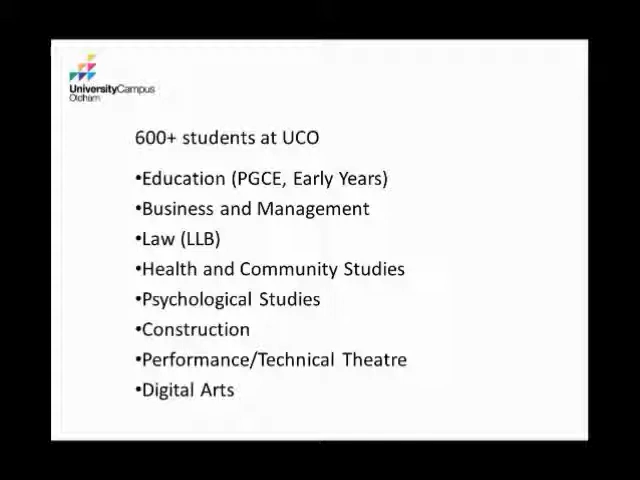 UniversityCampus
Oldham
600+ students at UCO
•Education (PGCE, Early Years)
•Business and Management
•Law (LLB)
•Health and Community Studies
•Psychological Studies
•Construction
•Performance/Technical Theatre
•Digital Arts